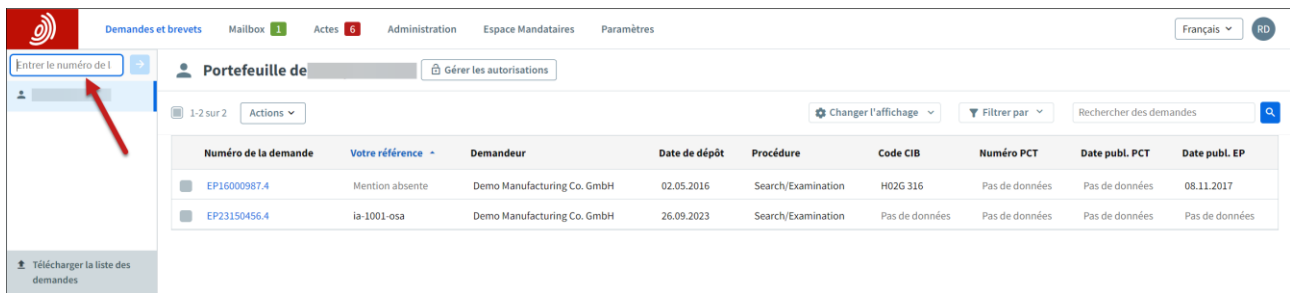 Demandes et brevets Mailbox 1 Actes 6 Administration Espace Mandataires Paramètres Français RD
Entrer le numéro de l
Portefeuille de Gérer les autorisations
1-2 sur 2 Actions Changer l'affichage Filtrer par Rechercher des demandes
Numéro de la demande Votre référence Demandeur Date de dépôt Procédure Code CIB Numéro PCT Date publ. PCT Date publ. EP
EP16000987.4 Mention absente Demo Manufacturing Co. GmbH 02.05.2016 Search/Examination H02G 316 Pas de données Pas de données 08.11.2017
EP23150456.4 ia-1001-osa Demo Manufacturing Co. GmbH 26.09.2023 Search/Examination Pas de données Pas de données Pas de données Pas de données
Télécharger la liste des
demandes